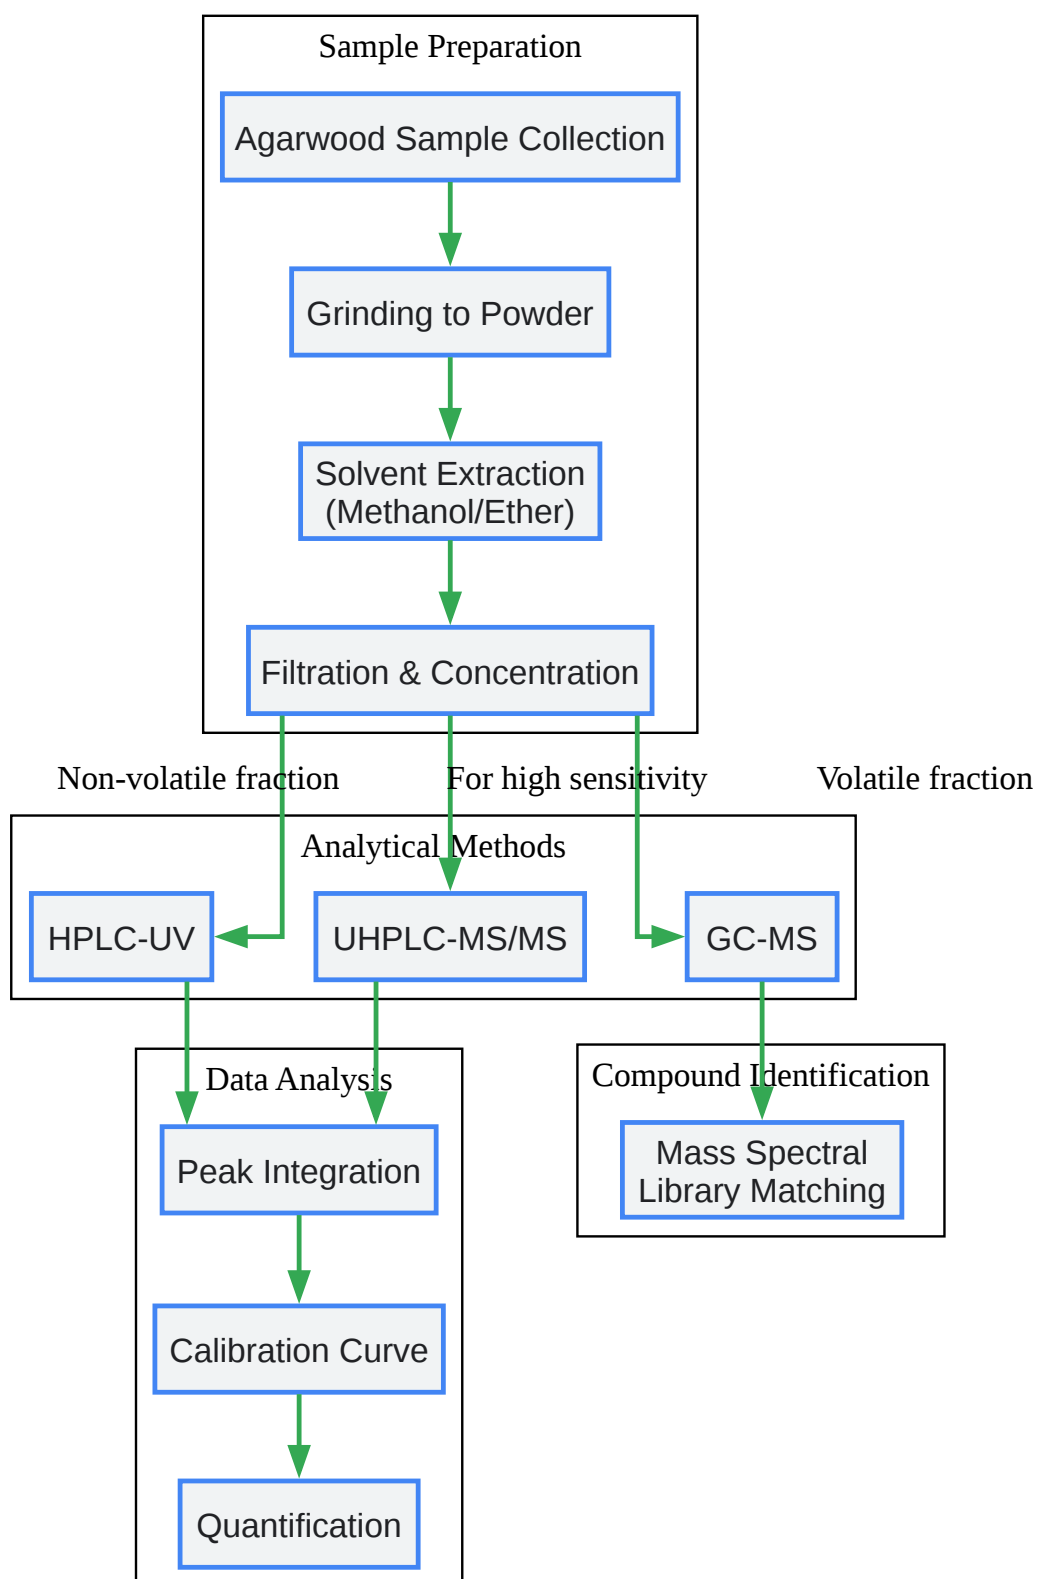 Sample Preparation
Agarwood Sample Collection
Grinding to Powder
Solvent Extraction
(Methanol/Ether)
Filtration & Concentration
Non-volatile fraction
For high sensitivity
Volatile fraction
Analytical Methods
HPLC-UV
UHPLC-MS/MS
GC-MS
Data Analysis
Compound Identification
Peak Integration
Mass Spectral
Library Matching
Calibration Curve
Quantification